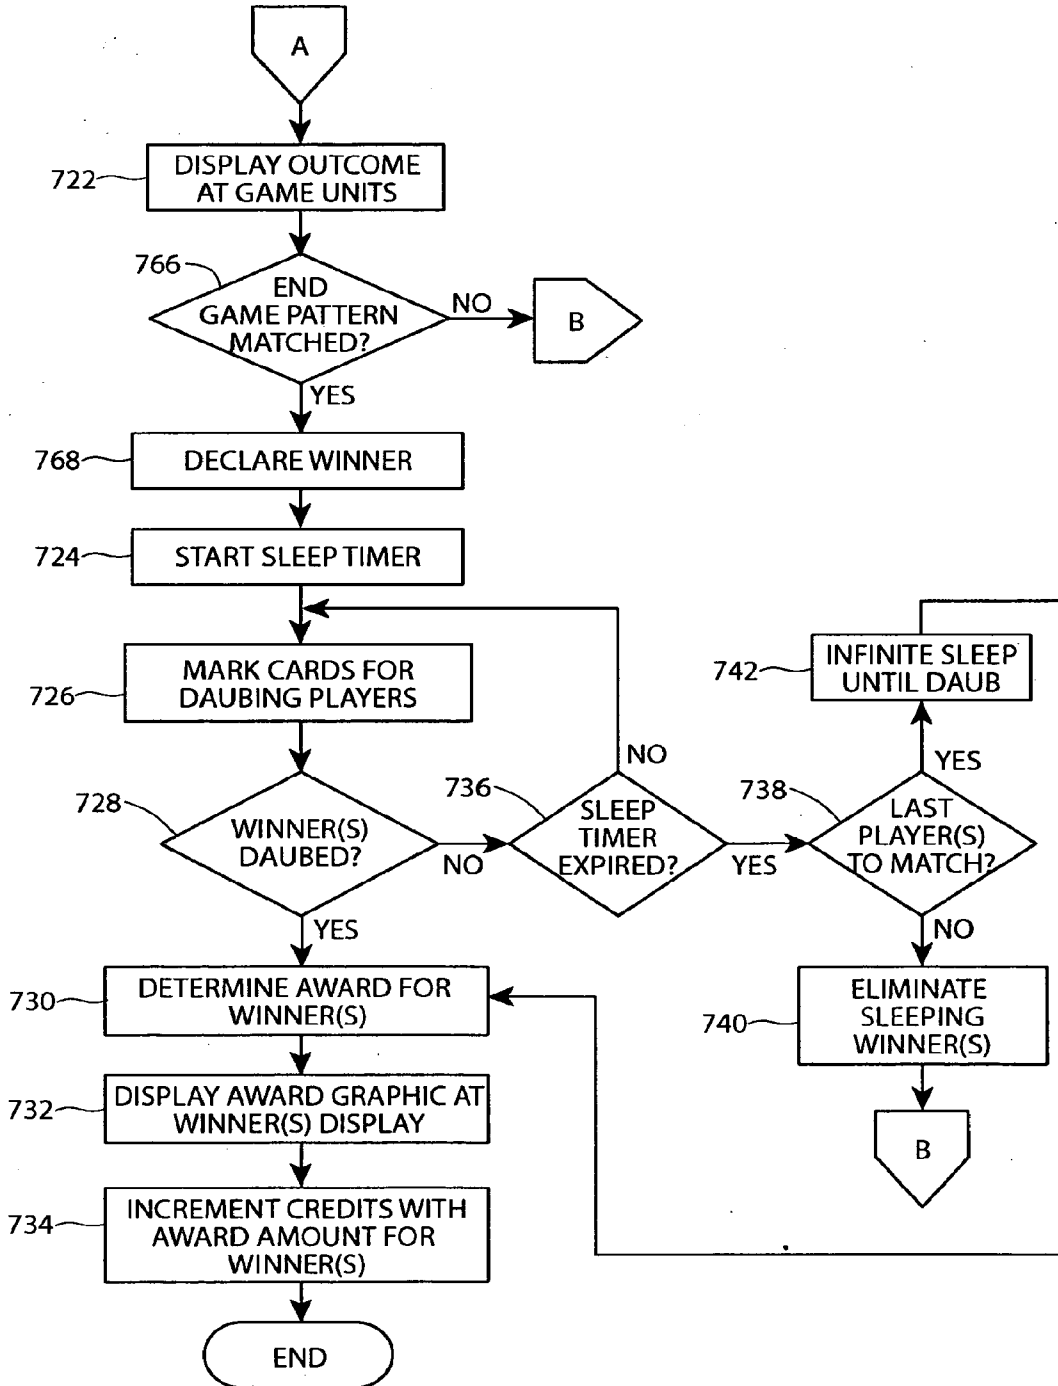 A
722
DISPLAY OUTCOME
AT GAME UNITS
766
END
GAME PATTERN
MATCHED?
NO
B
YES
768
DECLARE WINNER
724
START SLEEP TIMER
726
MARK CARDS FOR
DAUBING PLAYERS
742
INFINITE SLEEP
UNTIL DAUB
728
WINNER(S)
DAUBED?
NO
736
SLEEP
TIMER
EXPIRED?
NO
YES
738
LAST
PLAYER(S)
TO MATCH?
YES
NO
YES
730
DETERMINE AWARD FOR
WINNER(S)
740
ELIMINATE
SLEEPING
WINNER(S)
732
DISPLAY AWARD GRAPHIC AT
WINNER(S) DISPLAY
B
734
INCREMENT CREDITS WITH
AWARD AMOUNT FOR
WINNER(S)
END